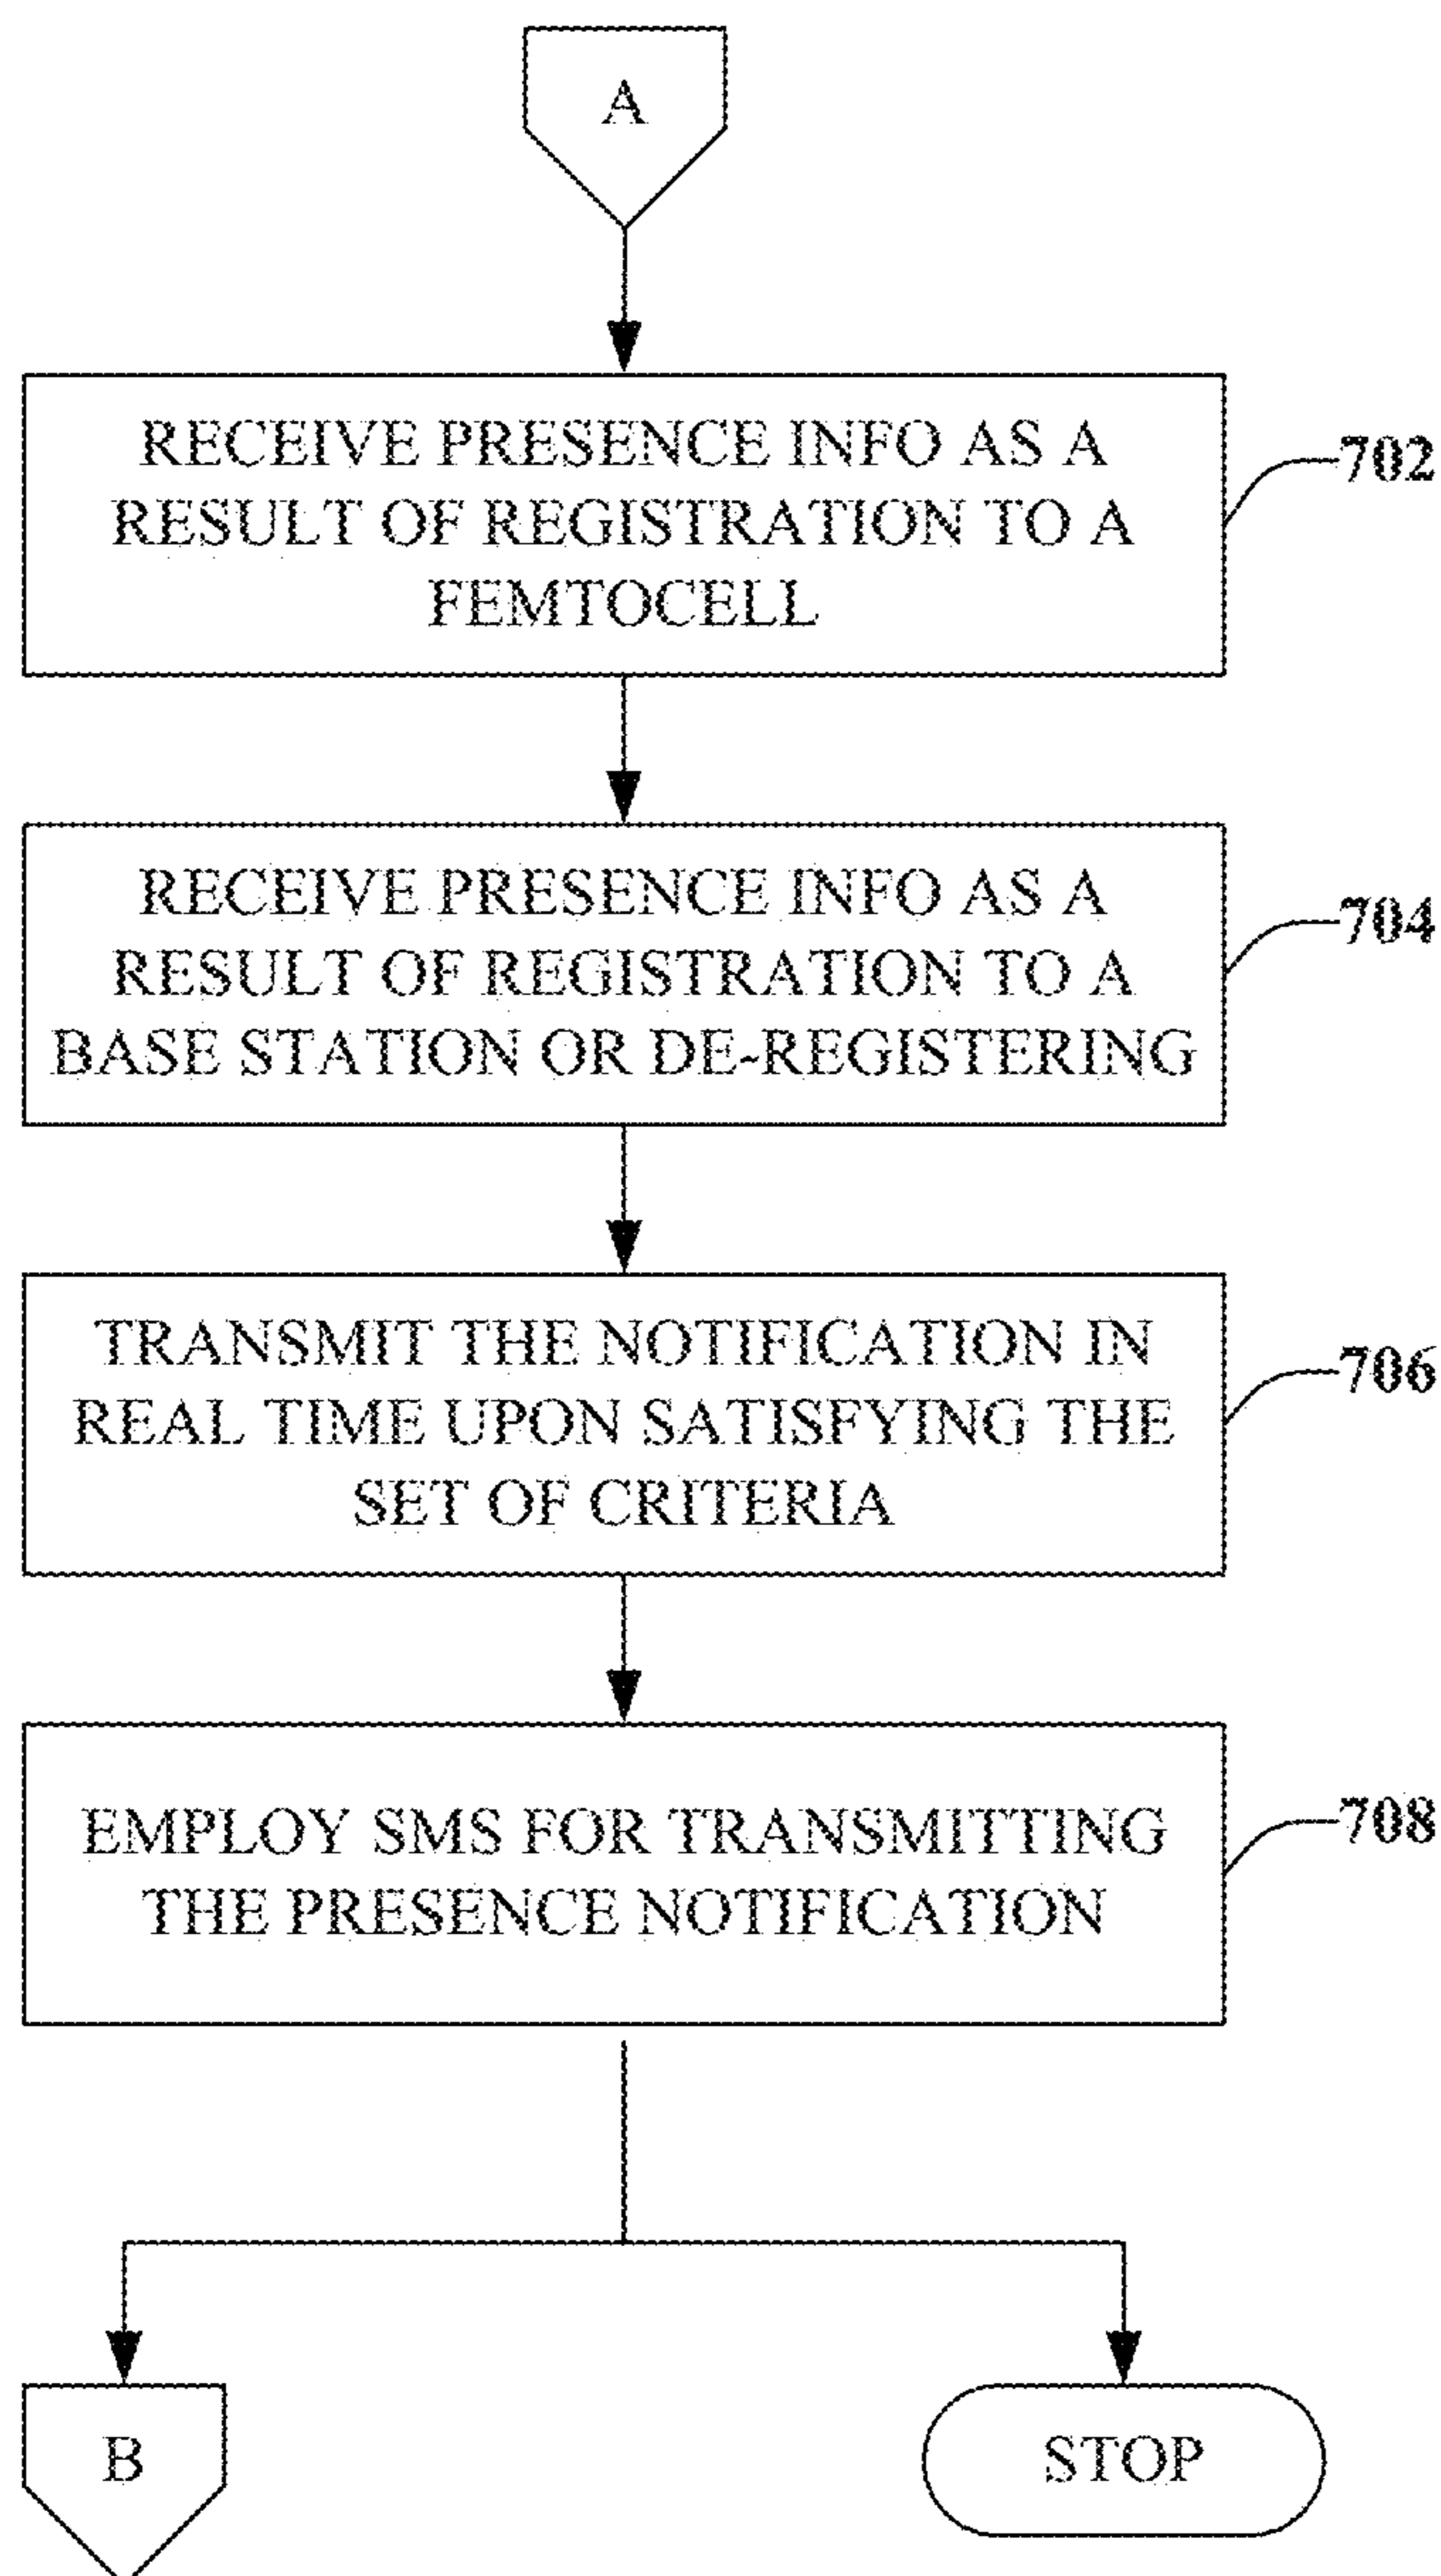 A
RECEIVE PRESENCE INFO AS A
RESULT OF REGISTRATION TO A
FEMTOCELL
702
RECEIVE PRESENCE INFO AS A
RESULT OF REGISTRATION TO A
BASE STATION OR DE-REGISTERING
704
TRANSMIT THE NOTIFICATION IN
REAL TIME UPON SATISFYING THE
SET OF CRITERIA
706
EMPLOY SMS FOR TRANSMITTING
THE PRESENCE NOTIFICATION
708
B
STOP